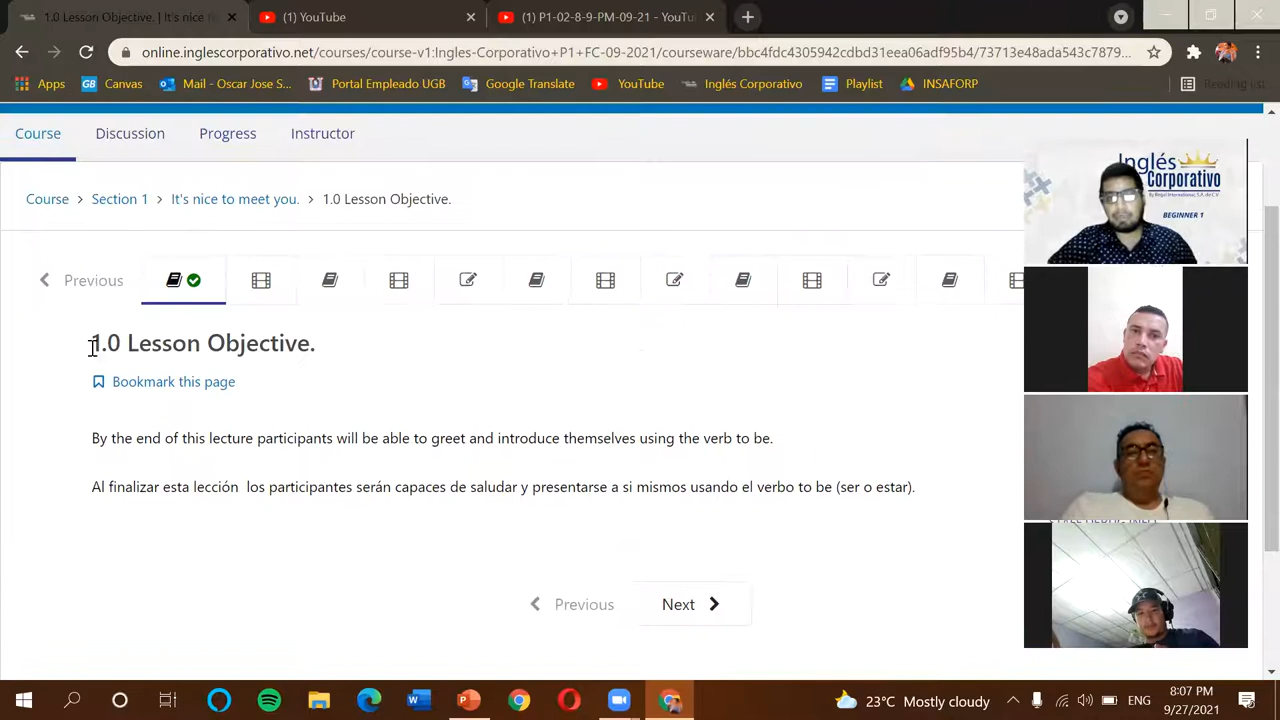 1.0 Lesson Objective. | It's nice
(1) YouTube
(1) P1-02-8-9-PM-09-21 - YouTu
online.inglescorporativo.net/courses/course-v1:Ingles-Corporativo+P1+FC-09-2021/courseware/bbc4fdc4305942cdbd31eea06adf95b4/73713e48ada543c7879...
Apps
Canvas
Mail - Oscar Jose S...
Portal Empleado UGB
Google Translate
YouTube
Inglés Corporativo
Playlist
INSAFORP
Reading list
Course
Discussion
Progress
Instructor
Course > Section 1 > It's nice to meet you. > 1.0 Lesson Objective.
Previous
1.0 Lesson Objective.
Bookmark this page
By the end of this lecture participants will be able to greet and introduce themselves using the verb to be.
Al finalizar esta lección los participantes serán capaces de saludar y presentarse a si mismos usando el verbo to be (ser o estar).
Previous
Next
Inglés
Corporativo
BEGINNER 1
23°C Mostly cloudy
ENG
8:07 PM
9/27/2021